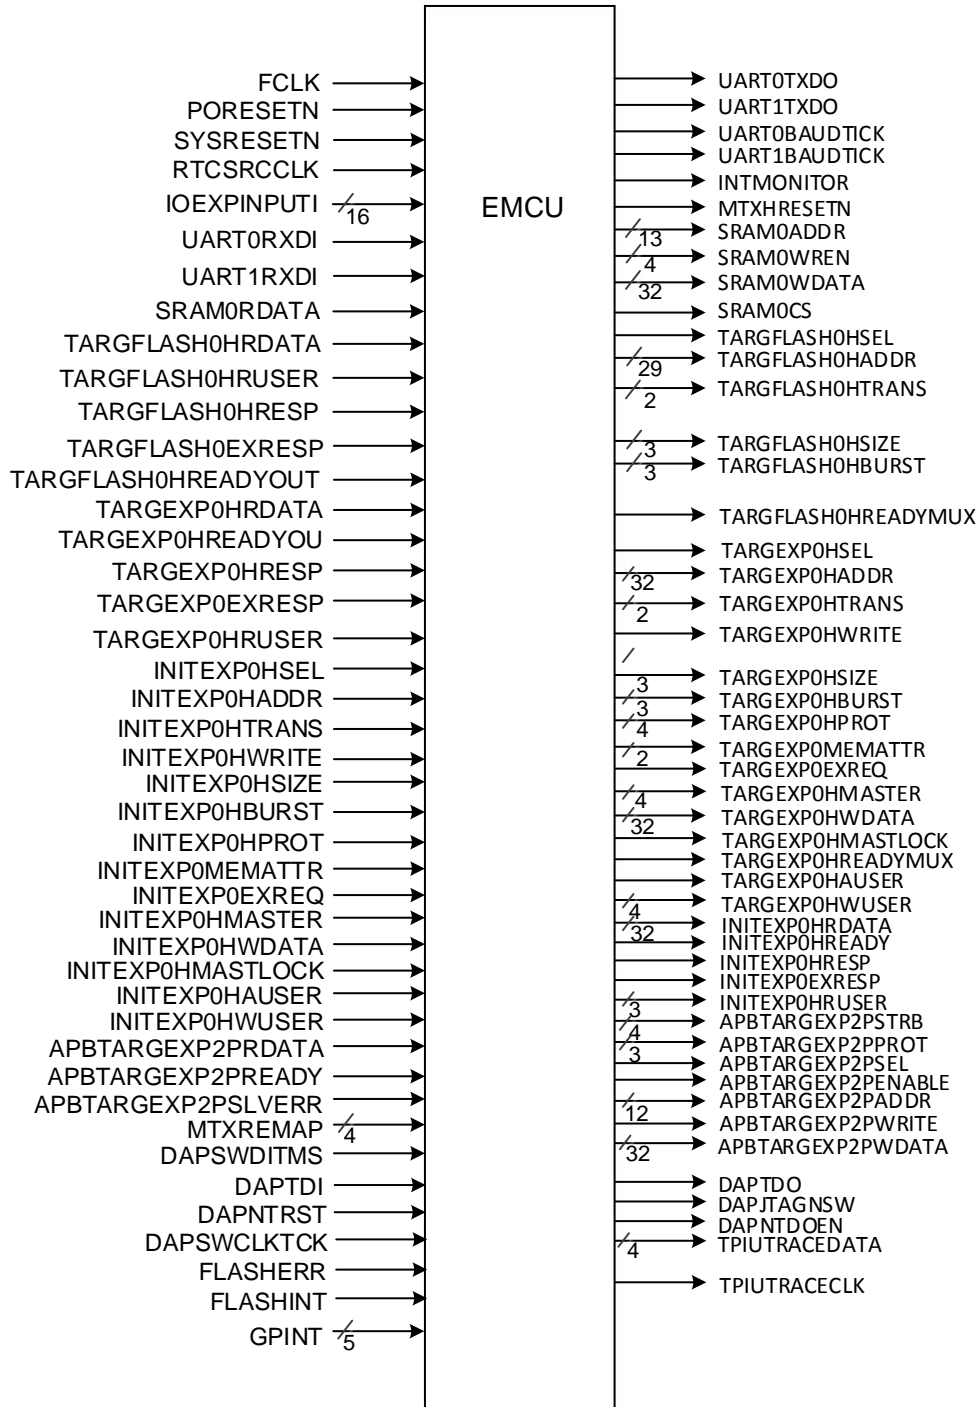 EMCU
FCLK
PORESETN
SYSRESETN
RTCSRCCLK
IOEXPINPUTI
16
UART0RXDI
UART1RXDI
SRAM0RDATA
TARGFLASH0HRDATA
TARGFLASH0HRUSER
TARGFLASH0HRESP
TARGFLASH0EXRESP
TARGFLASH0HREADYOUT
TARGEXP0HRDATA
TARGEXP0HREADYOU
TARGEXP0HRESP
TARGEXP0EXRESP
TARGEXP0HRUSER
INITEXP0HSEL
INITEXP0HADDR
INITEXP0HTRANS
INITEXP0HWRITE
INITEXP0HSIZE
INITEXP0HBURST
INITEXP0HPROT
INITEXP0MEMATTR
INITEXP0EXREQ
INITEXP0HMASTER
INITEXP0HWDATA
INITEXP0HMASTLOCK
INITEXP0HAUSER
INITEXP0HWUSER
APBTARGEXP2PRDATA
APBTARGEXP2PREADY
APBTARGEXP2PSLVERR
MTXREMAP
4
DAPSWDITMS
DAPTDI
DAPNTRST
DAPSWCLKTCK
FLASHERR
FLASHINT
GPINT
5
UART0TXDO
UART1TXDO
UART0BAUDTICK
UART1BAUDTICK
INTMONITOR
MTXHRESETN
13 SRAM0ADDR
4 SRAM0WREN
32 SRAM0WDATA
SRAM0CS
TARGFLASH0HSEL
29 TARGFLASH0HADDR
2 TARGFLASH0HTRANS
3 TARGFLASH0HSIZE
3 TARGFLASH0HBURST
TARGFLASH0HREADYMUX
TARGEXP0HSEL
32 TARGEXP0HADDR
2 TARGEXP0HTRANS
TARGEXP0HWRITE
3 TARGEXP0HSIZE
3 TARGEXP0HBURST
4 TARGEXP0HPROT
2 TARGEXP0MEMATTR
TARGEXP0EXREQ
4 TARGEXP0HMASTER
32 TARGEXP0HWDATA
TARGEXP0HMASTLOCK
TARGEXP0HREADYMUX
TARGEXP0HAUSER
4 TARGEXP0HWUSER
32 INITEXP0HRDATA
INITEXP0HREADY
INITEXP0HRESP
INITEXP0EXRESP
3 INITEXP0HRUSER
4 APBTARGEXP2PSTRB
3 APBTARGEXP2PPROT
APBTARGEXP2PSEL
APBTARGEXP2PENABLE
12 APBTARGEXP2PADDR
APBTARGEXP2PWRITE
32 APBTARGEXP2PWDATA
DAPTDO
DAPJTAGNSW
DAPNTDOEN
4 TPIUTRACEDATA
TPIUTRACECLK